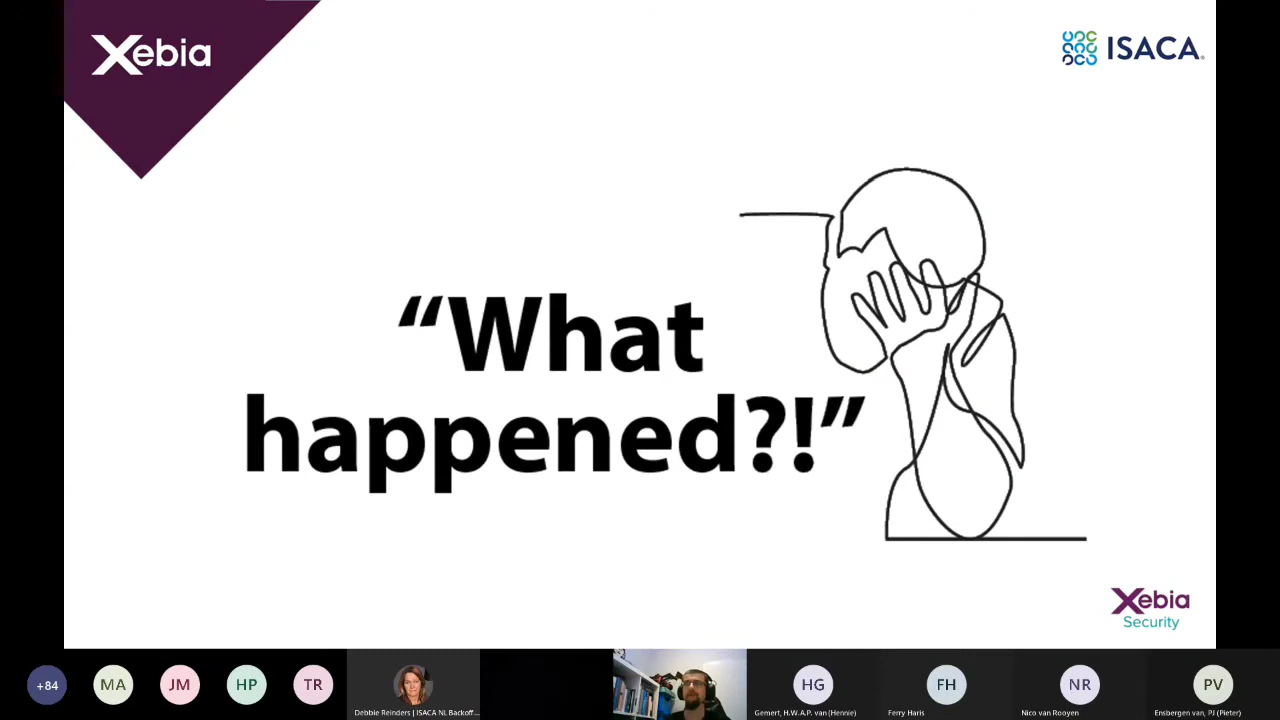 Xebia
ISACA®
“What
happened?!”
Xebia
Security
+84
MA
JM
HP
TR
HG
FH
NR
PV
Debbie Reinders | ISACA NL Backoff...
Gemert, H.W.A.P. van (Hennie)
Ferry Haris
Nico van Rooyen
Ensbergen van, PJ (Pieter)